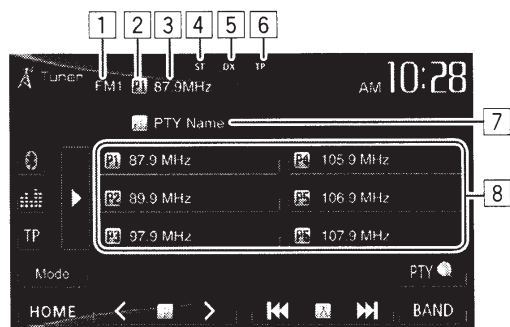 1 2 3 4 5 6
ST DX TP
Tuner FM1 P1 87.9MHz AM 10:28
PTY Name 7
P1 87.9 MHz P4 105.9 MHz
P2 89.9 MHz P5 106.9 MHz 8
TP P3 97.9 MHz P6 107.9 MHz
Mode PTY
HOME < > BAND